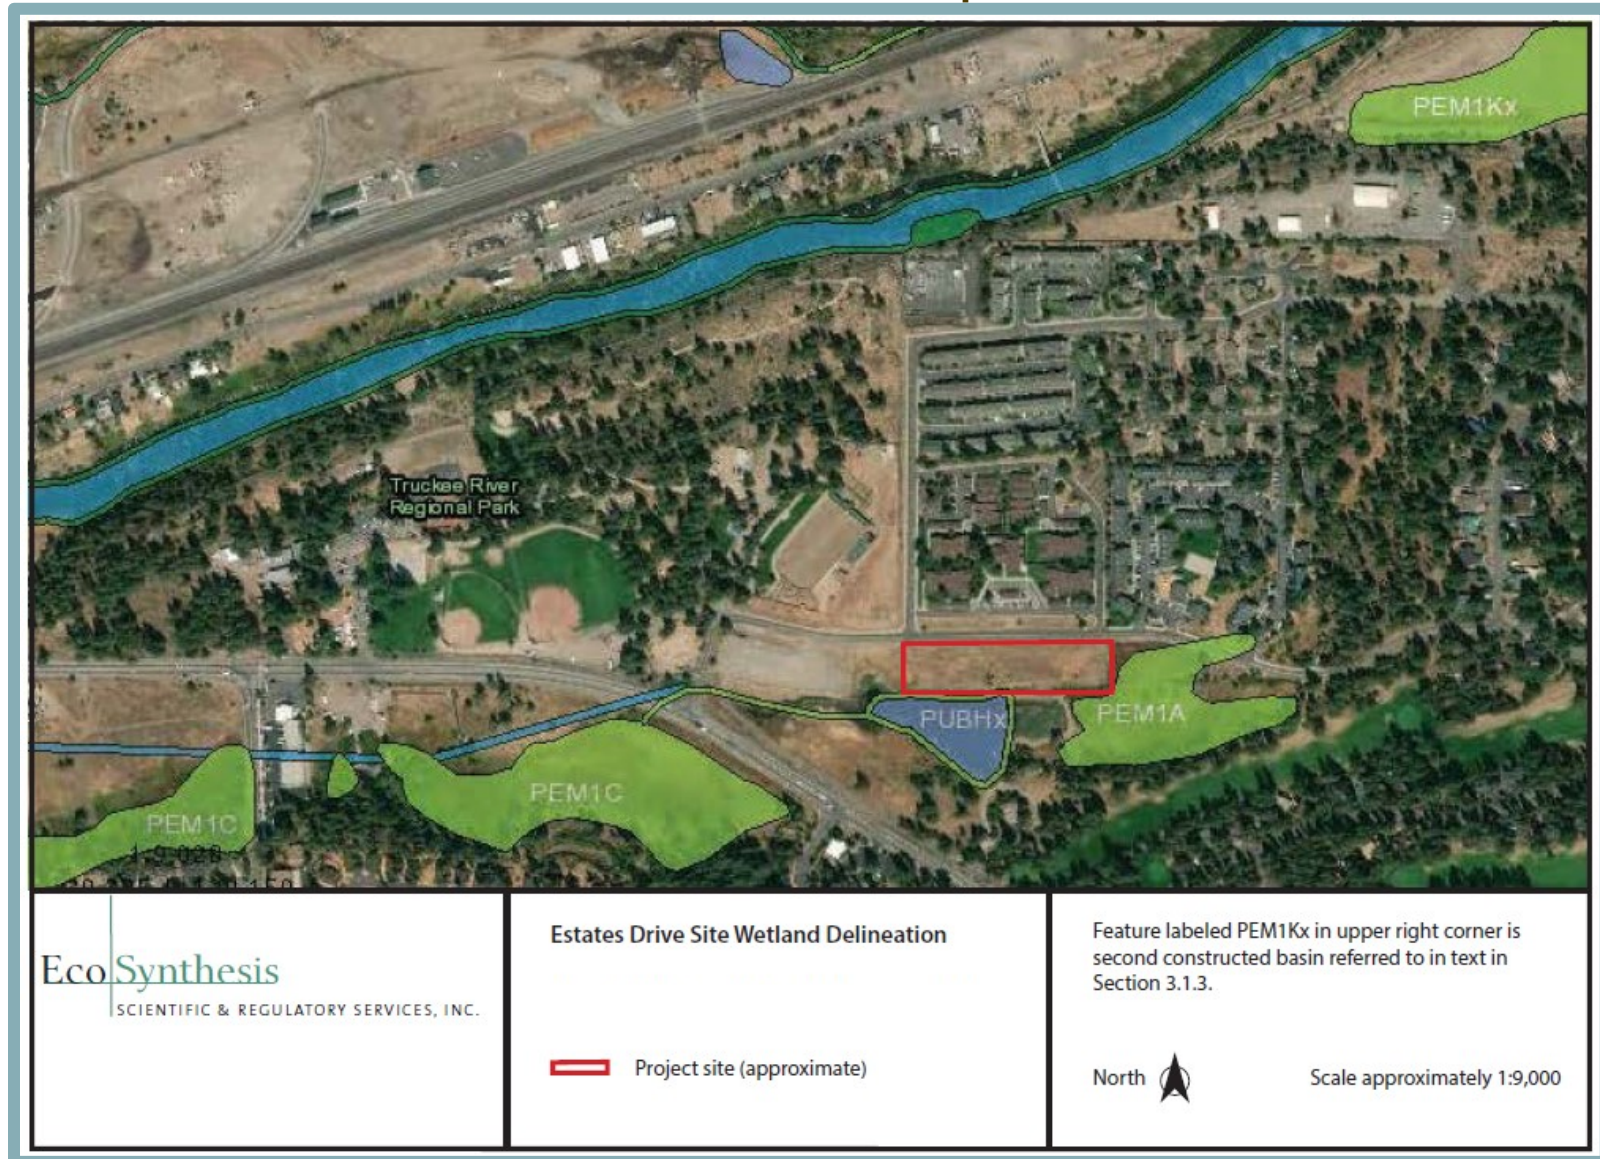 PEM1Kx
Truckee River
Regional Park
PUBHx
PEM1A
PEM1C
PEM1C
Eco Synthesis
SCIENTIFIC & REGULATORY SERVICES, INC.
Estates Drive Site Wetland Delineation
Project site (approximate)
Feature labeled PEM1Kx in upper right corner is
second constructed basin referred to in text in
Section 3.1.3.
North
Scale approximately 1:9,000